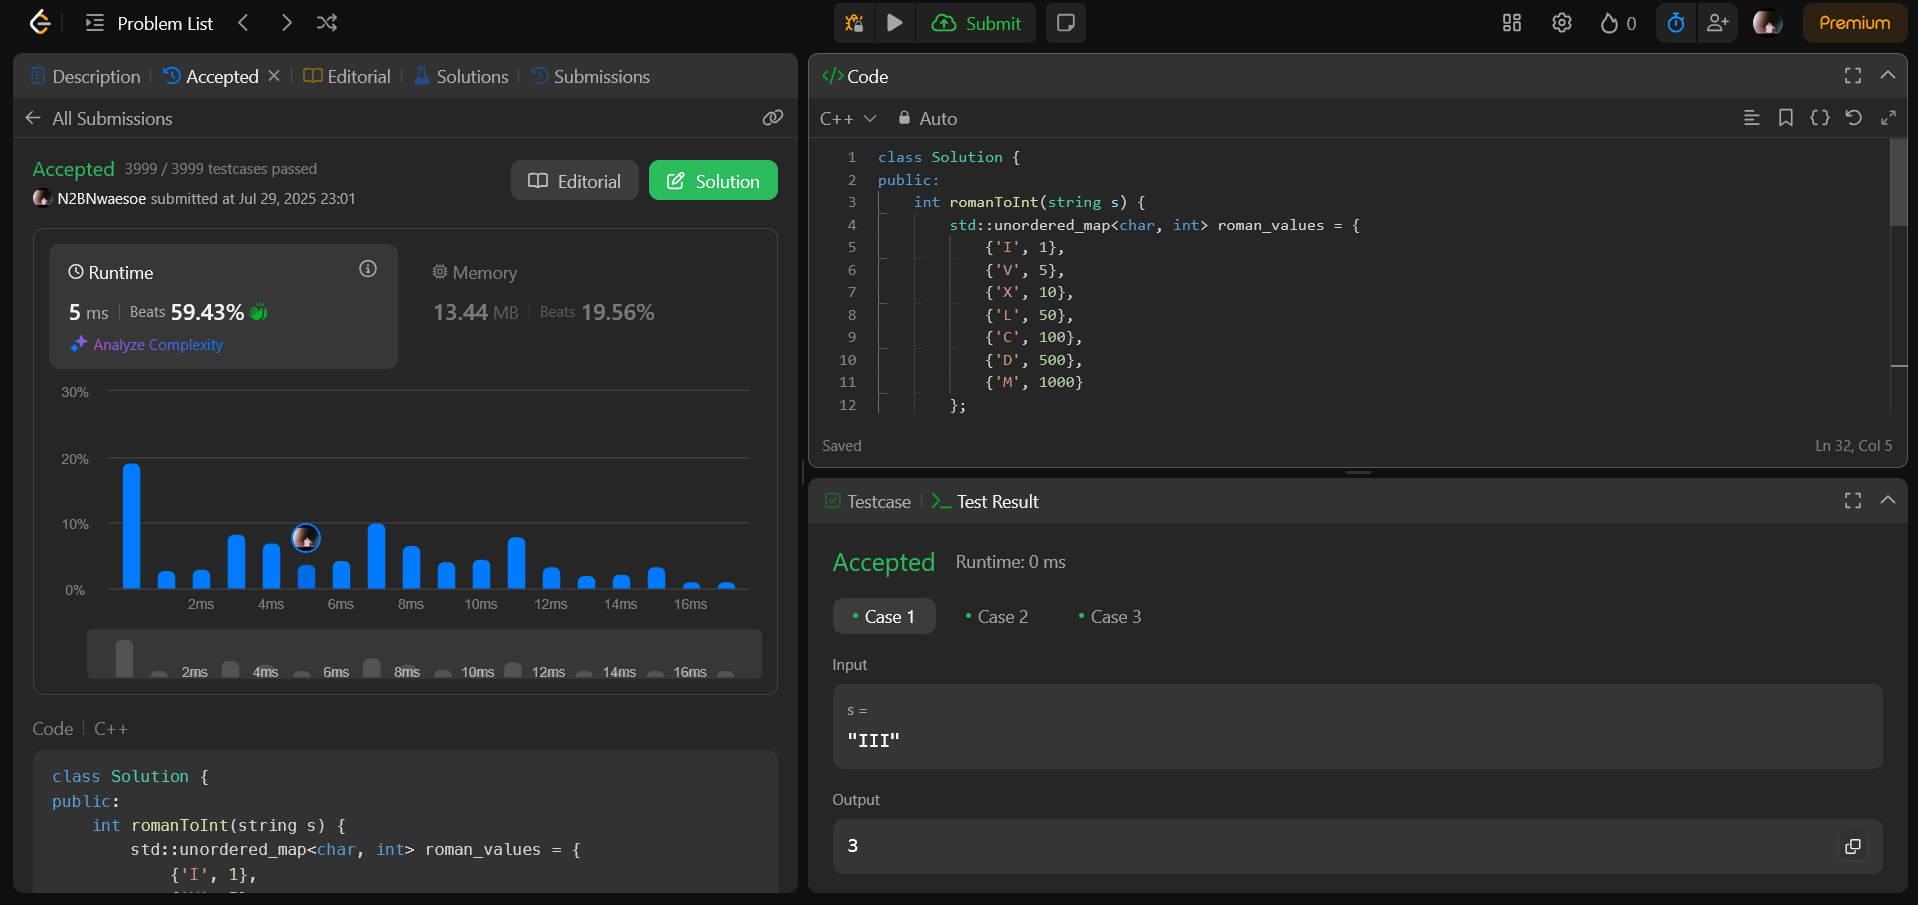 Problem List
Submit
0
Premium
Description
Accepted
Editorial
Solutions
Submissions
All Submissions
Accepted 3999 / 3999 testcases passed
N2BNwaesoe submitted at Jul 29, 2025 23:01
Editorial
Solution
Runtime
5 ms Beats 59.43%
Analyze Complexity
Memory
13.44 MB Beats 19.56%
30%
20%
10%
0%
2ms 4ms 6ms 8ms 10ms 12ms 14ms 16ms
2ms 4ms 6ms 8ms 10ms 12ms 14ms 16ms
Code C++
class Solution {
public:
int romanToInt(string s) {
std::unordered_map<char, int> roman_values = {
{'I', 1},
</> Code
C++ Auto
1 class Solution {
2 public:
3 int romanToInt(string s) {
4 std::unordered_map<char, int> roman_values = {
5 {'I', 1},
6 {'V', 5},
7 {'X', 10},
8 {'L', 50},
9 {'C', 100},
10 {'D', 500},
11 {'M', 1000}
12 };
Saved
Ln 32, Col 5
Testcase
Test Result
Accepted Runtime: 0 ms
Case 1
Case 2
Case 3
Input
s =
"III"
Output
3